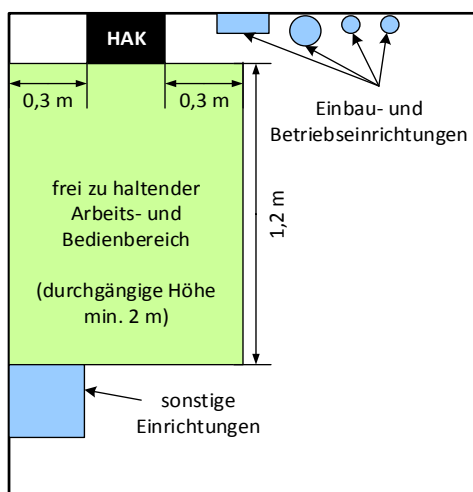 HAK
0,3 m
0,3 m
Einbau- und
Betriebseinrichtungen
frei zu haltender
Arbeits- und
Bedienbereich
(durchgängige Höhe
min. 2 m)
1,2 m
sonstige
Einrichtungen